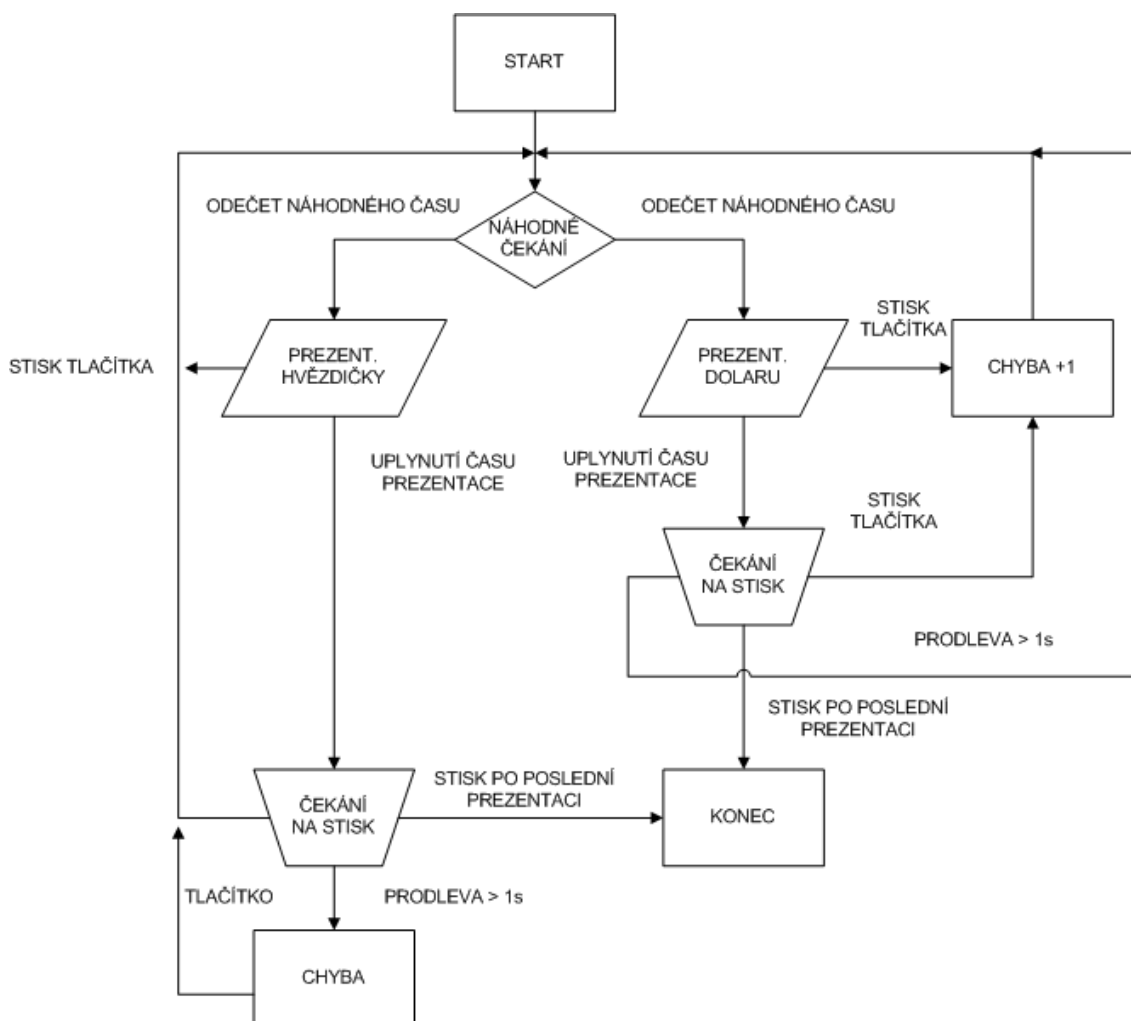 START
ODEČET NÁHODNÉHO ČASU
ODEČET NÁHODNÉHO ČASU
NÁHODNÉ
ČEKÁNÍ
STISK TLAČÍTKA
PREZENT.
HVĚZDIČKY
PREZENT.
DOLARU
STISK
TLAČÍTKA
CHYBA +1
UPLYNUTÍ ČASU
PREZENTACE
UPLYNUTÍ ČASU
PREZENTACE
STISK
TLAČÍTKA
ČEKÁNÍ
NA STISK
PRODLEVA > 1s
STISK PO POSLEDNÍ
PREZENTACI
ČEKÁNÍ
NA STISK
STISK PO POSLEDNÍ
PREZENTACI
KONEC
TLAČÍTKO
PRODLEVA > 1s
CHYBA